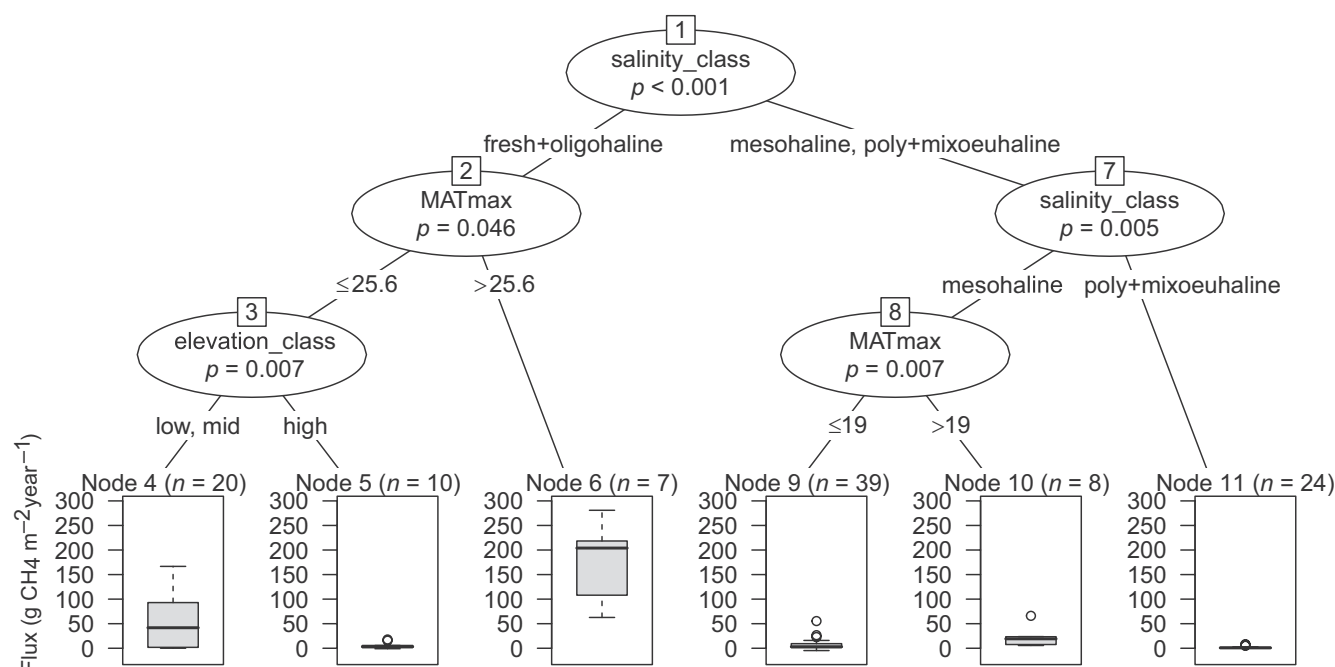 1
salinity_class
p < 0.001
fresh+oligohaline
mesohaline, poly+mixoeuhaline
2
MATmax
p = 0.046
7
salinity_class
p = 0.005
≤25.6
>25.6
mesohaline
poly+mixoeuhaline
3
elevation_class
p = 0.007
8
MATmax
p = 0.007
low, mid
high
≤19
>19
Flux (g CH4 m−2year−1)
Node 4 (n = 20)
300
250
200
150
100
50
0
Node 5 (n = 10)
300
250
200
150
100
50
0
Node 6 (n = 7)
300
250
200
150
100
50
0
Node 9 (n = 39)
300
250
200
150
100
50
0
Node 10 (n = 8)
300
250
200
150
100
50
0
Node 11 (n = 24)
300
250
200
150
100
50
0